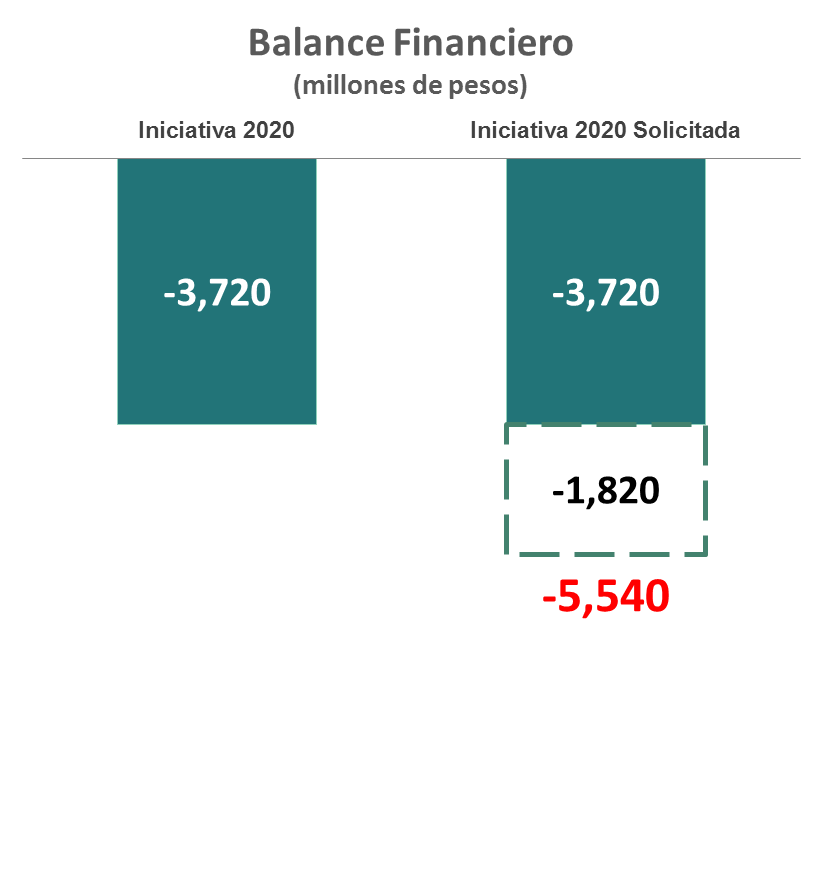 Balance Financiero
(millones de pesos)
Iniciativa 2020
Iniciativa 2020 Solicitada
-3,720
-3,720
-1,820
-5,540